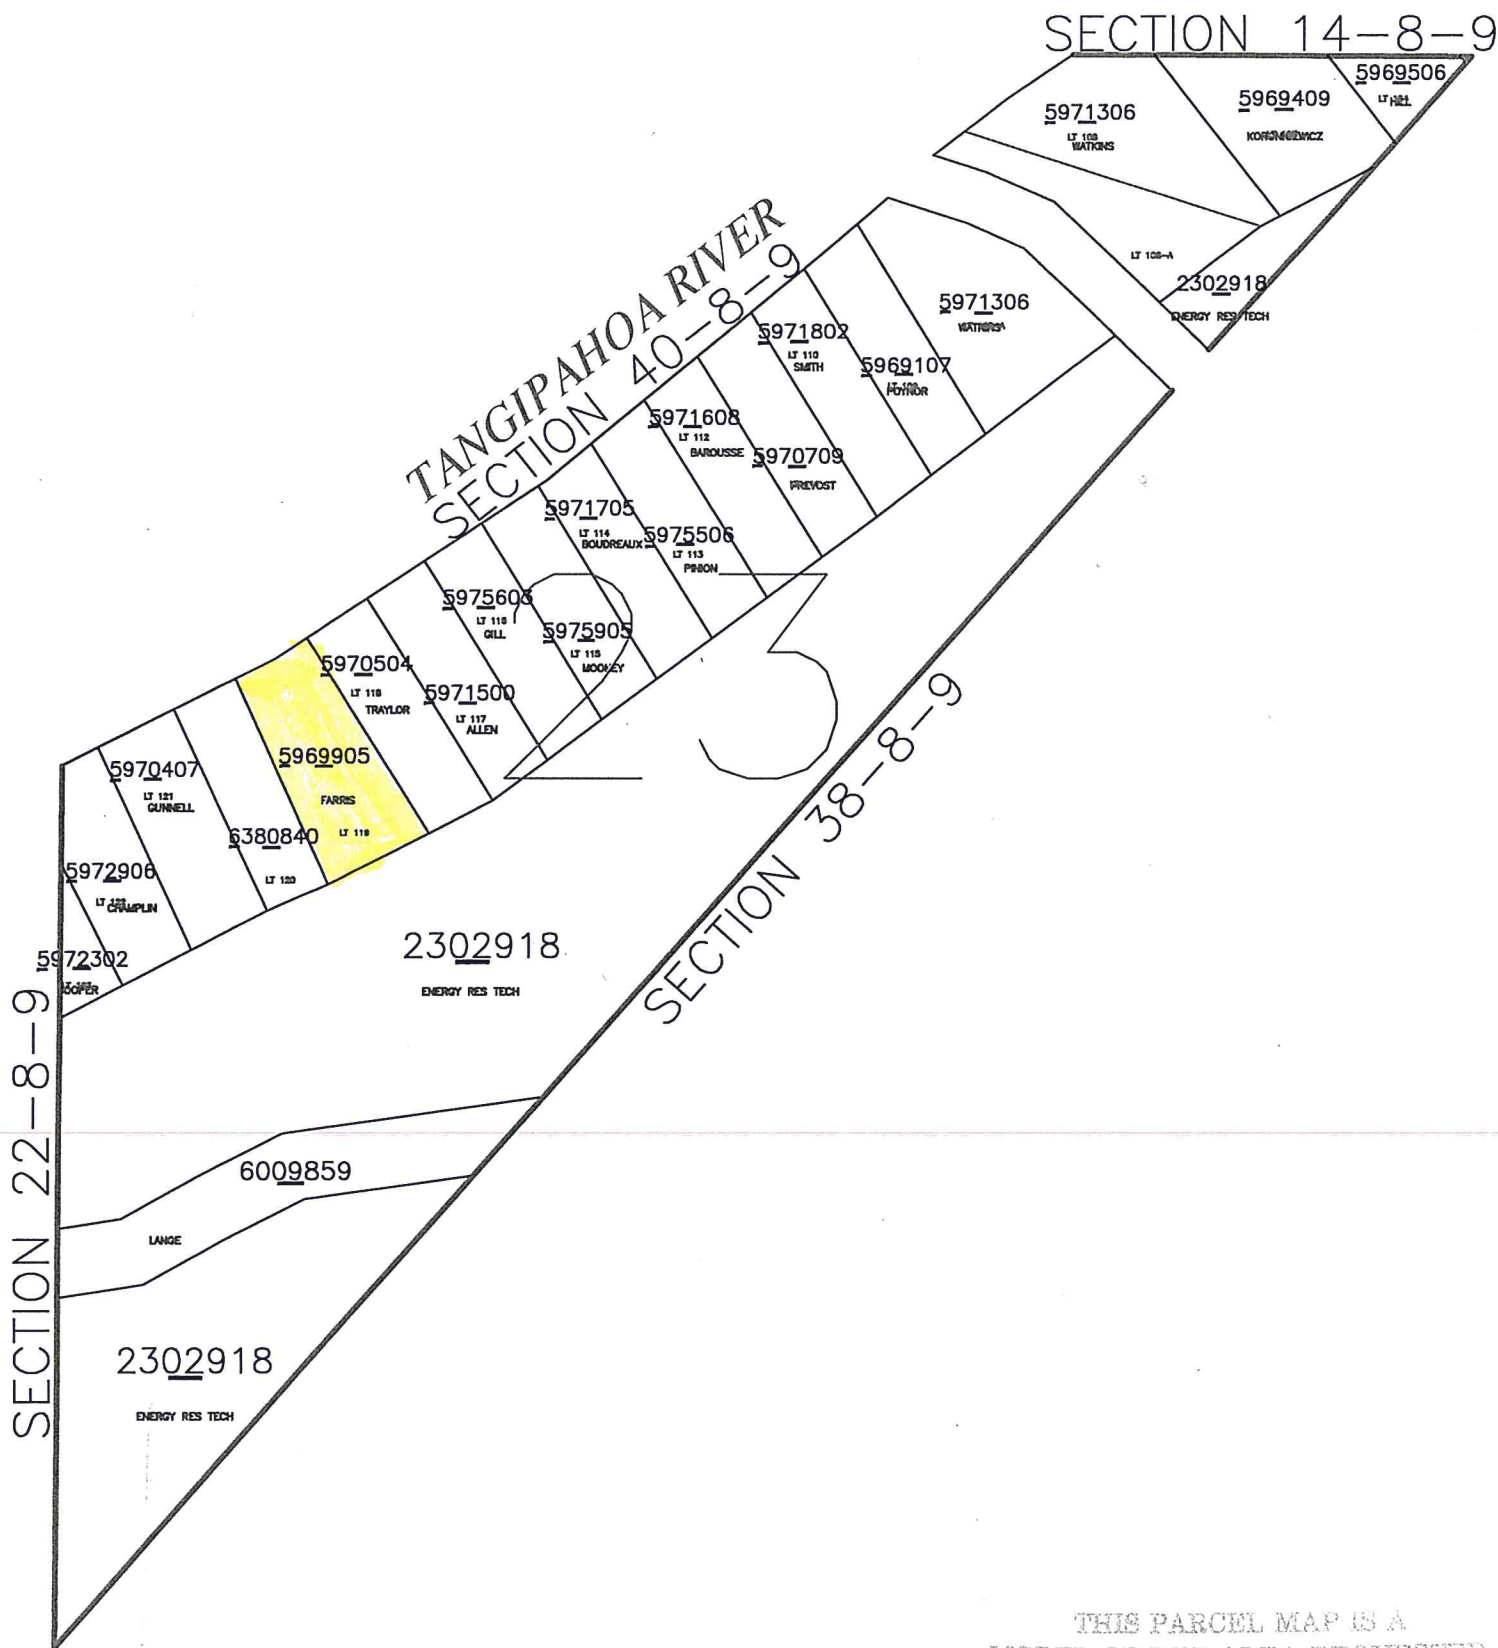 SECTION 14-8-9
5969506
HILL
5969409
5971306
WATKINS
LT 108-A
2302918
ENERGY RES TECH
TANGIPAHOA RIVER
SECTION 40-8-9
5971306
5971802
LT 110
SMITH
5969107
POYNOR
5971608
LT 112
BAROUSSE
5970709
PREVOST
5971705
LT 114
BOUDREAUX
5975506
LT 113
PINION
5975603
GILL
5975905
LT 115
MOONEY
23
5970504
TRAYLOR
5971500
LT 117
ALLEN
5969905
FARRIS
5970407
LT 121
GUNNELL
6380840
LT 120
5972906
CHAMPLIN
5972302
2302918
ENERGY RES TECH
SECTION 38-8-9
SECTION 22-8-9
6009859
LANGE
2302918
ENERGY RES TECH
THIS PARCEL MAP IS A